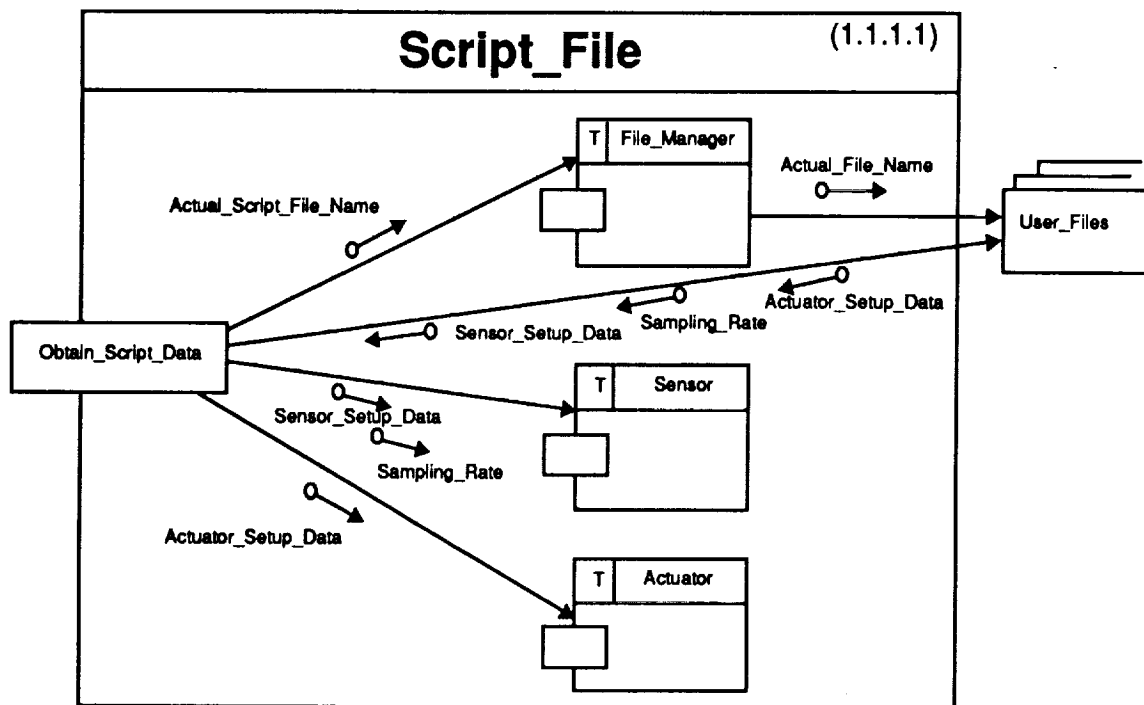 Script_File
(1.1.1.1)
T
File_Manager
Actual_File_Name
Actual_Script_File_Name
User_Files
Actuator_Setup_Data
Sampling_Rate
Sensor_Setup_Data
Obtain_Script_Data
T
Sensor
Sensor_Setup_Data
Sampling_Rate
Actuator_Setup_Data
T
Actuator